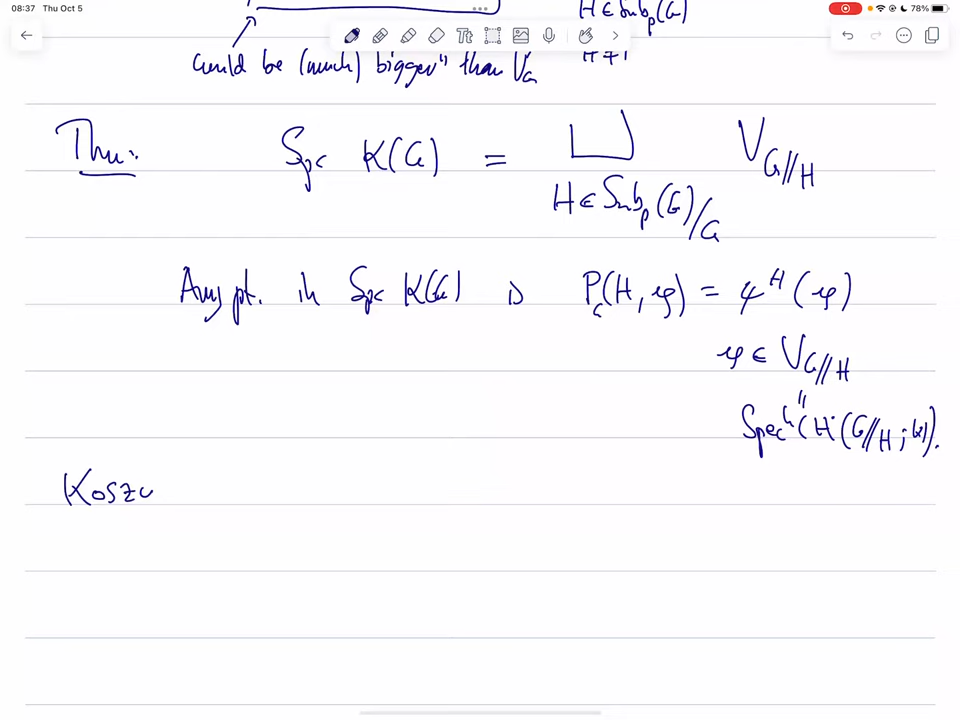 08:37 Thu Oct 5
78%
H ∈ Sub_p(G)
H ≠ 1
could be (much) bigger" than V_G
Thm: Spc K(G) = ∐_{H ∈ Sub_p(G)/G} V_{G//H}
Any pt. in Spc K(G) is P_G(H, 𝔭) = ψ^H(𝔭)
𝔭 ∈ V_{G//H}
"
Spec^h(H^•(G//H; k)).
Koszu